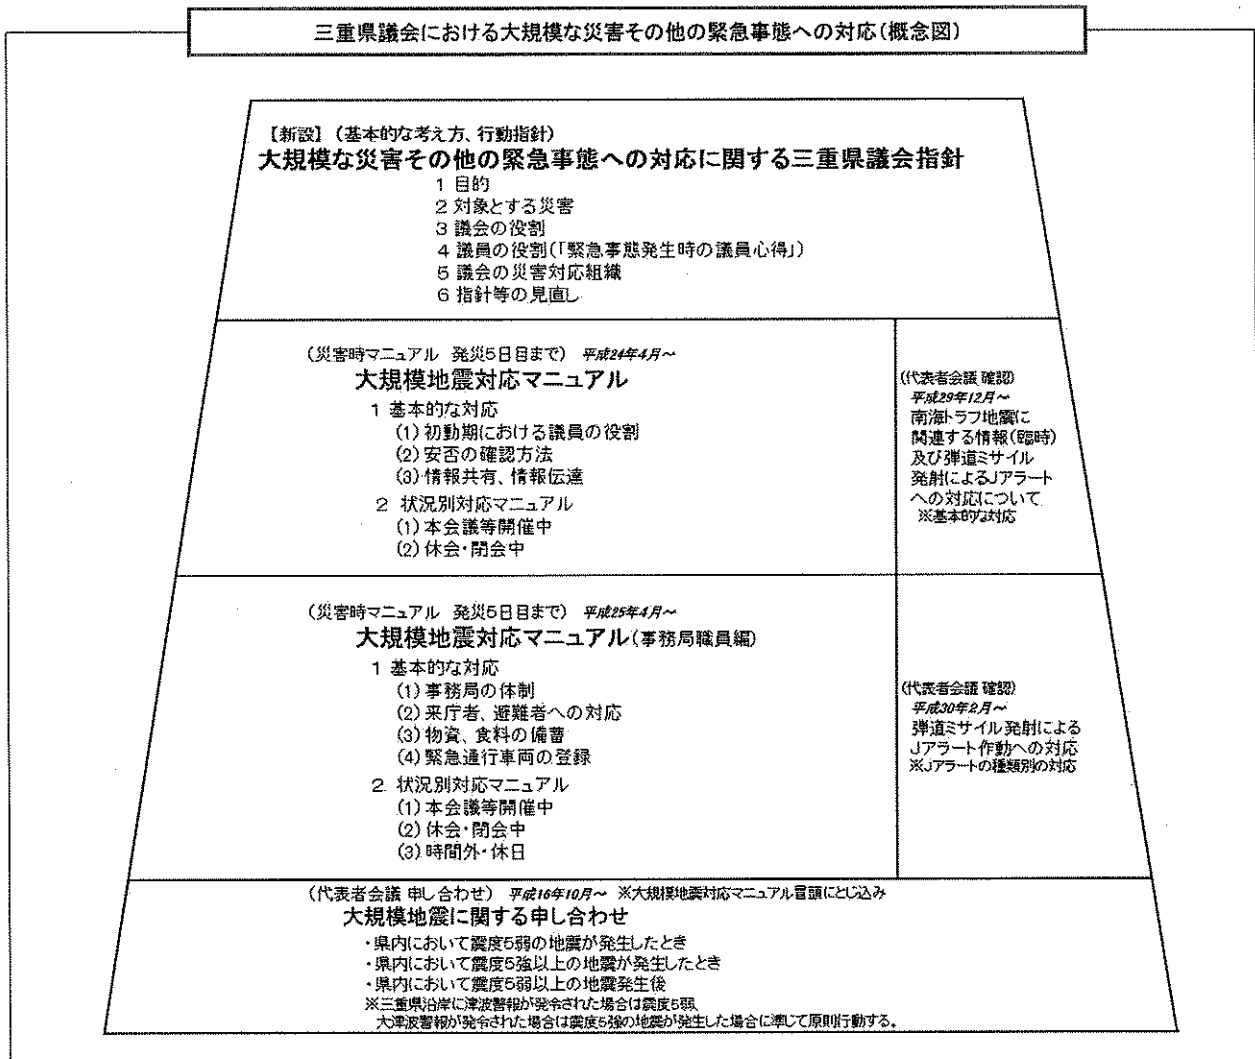 三重県議会における大規模な災害その他の緊急事態への対応(概念図)
【新設】(基本的な考え方、行動指針)
大規模な災害その他の緊急事態への対応に関する三重県議会指針
1 目的
2 対象とする災害
3 議会の役割
4 議員の役割(「緊急事態発生時の議員心得」)
5 議会の災害対応組織
6 指針等の見直し
(災害時マニュアル 発災5日目まで) 平成24年4月~
大規模地震対応マニュアル
1 基本的な対応
(1)初動期における議員の役割
(2)安否の確認方法
(3)情報共有、情報伝達
2 状況別対応マニュアル
(1)本会議等開催中
(2)休会・閉会中
(代表者会議 確認)
平成29年12月~
南海トラフ地震に
関連する情報(臨時)
及び弾道ミサイル
発射によるJアラート
への対応について
※基本的な対応
(災害時マニュアル 発災5日目まで) 平成25年4月~
大規模地震対応マニュアル(事務局職員編)
1 基本的な対応
(1)事務局の体制
(2)来庁者、避難者への対応
(3)物資、食料の備蓄
(4)緊急通行車両の登録
2 状況別対応マニュアル
(1)本会議等開催中
(2)休会・閉会中
(3)時間外・休日
(代表者会議 確認)
平成30年2月~
弾道ミサイル発射による
Jアラート作動への対応
※Jアラートの種類別の対応
(代表者会議 申し合わせ) 平成16年10月~ ※大規模地震対応マニュアル冒頭にとじ込み
大規模地震に関する申し合わせ
・県内において震度5弱の地震が発生したとき
・県内において震度5強以上の地震が発生したとき
・県内において震度5弱以上の地震発生後
※三重県沿岸に津波警報が発令された場合は震度5弱、
大津波警報が発令された場合は震度5強の地震が発生した場合に準じて原則行動する。